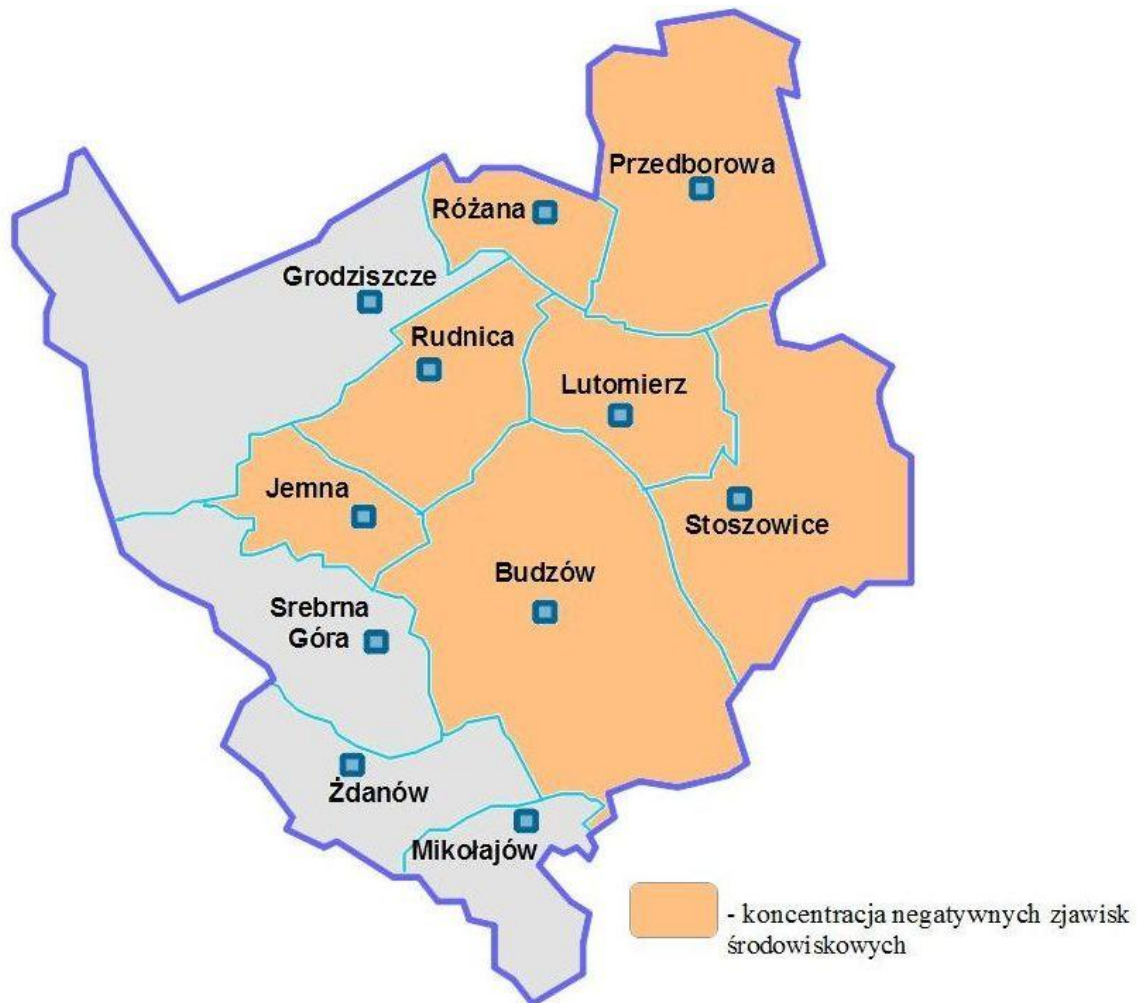 Przedborowa
Różana
Grodziszcze
Rudnica
Lutomierz
Jemna
Stoszowice
Budzów
Srebrna
Góra
Żdanów
Mikołajów
- koncentracja negatywnych zjawisk
środowiskowych